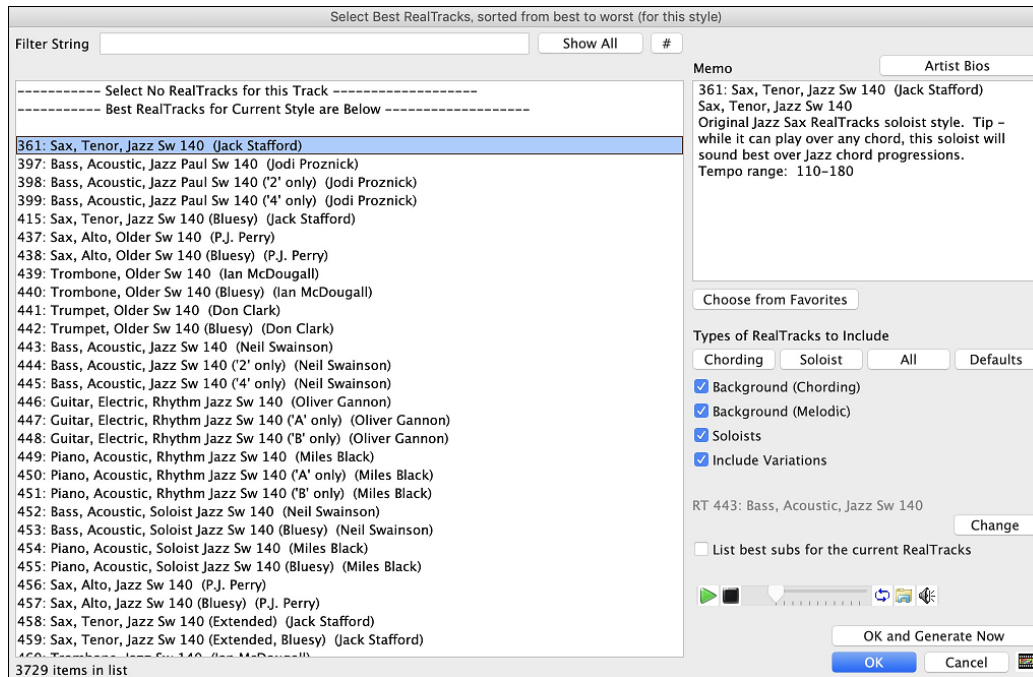 Select Best RealTracks, sorted from best to worst (for this style)
Filter String
Show All
#
----------- Select No RealTracks for this Track -------------------
----------- Best RealTracks for Current Style are Below -------------------
361: Sax, Tenor, Jazz Sw 140 (Jack Stafford)
397: Bass, Acoustic, Jazz Paul Sw 140 (Jodi Proznick)
398: Bass, Acoustic, Jazz Paul Sw 140 ('2' only) (Jodi Proznick)
399: Bass, Acoustic, Jazz Paul Sw 140 ('4' only) (Jodi Proznick)
415: Sax, Tenor, Jazz Sw 140 (Bluesy) (Jack Stafford)
437: Sax, Alto, Older Sw 140 (P.J. Perry)
438: Sax, Alto, Older Sw 140 (Bluesy) (P.J. Perry)
439: Trombone, Older Sw 140 (Ian McDougall)
440: Trombone, Older Sw 140 (Bluesy) (Ian McDougall)
441: Trumpet, Older Sw 140 (Don Clark)
442: Trumpet, Older Sw 140 (Bluesy) (Don Clark)
443: Bass, Acoustic, Jazz Sw 140 (Neil Swainson)
444: Bass, Acoustic, Jazz Sw 140 ('2' only) (Neil Swainson)
445: Bass, Acoustic, Jazz Sw 140 ('4' only) (Neil Swainson)
446: Guitar, Electric, Rhythm Jazz Sw 140 (Oliver Gannon)
447: Guitar, Electric, Rhythm Jazz Sw 140 ('A' only) (Oliver Gannon)
448: Guitar, Electric, Rhythm Jazz Sw 140 ('B' only) (Oliver Gannon)
449: Piano, Acoustic, Rhythm Jazz Sw 140 (Miles Black)
450: Piano, Acoustic, Rhythm Jazz Sw 140 ('A' only) (Miles Black)
451: Piano, Acoustic, Rhythm Jazz Sw 140 ('B' only) (Miles Black)
452: Bass, Acoustic, Soloist Jazz Sw 140 (Neil Swainson)
453: Bass, Acoustic, Soloist Jazz Sw 140 (Bluesy) (Neil Swainson)
454: Piano, Acoustic, Soloist Jazz Sw 140 (Miles Black)
455: Piano, Acoustic, Soloist Jazz Sw 140 (Bluesy) (Miles Black)
456: Sax, Alto, Jazz Sw 140 (P.J. Perry)
457: Sax, Alto, Jazz Sw 140 (Bluesy) (P.J. Perry)
458: Sax, Tenor, Jazz Sw 140 (Extended) (Jack Stafford)
459: Sax, Tenor, Jazz Sw 140 (Extended, Bluesy) (Jack Stafford)
3729 items in list
Memo
Artist Bios
361: Sax, Tenor, Jazz Sw 140 (Jack Stafford)
Sax, Tenor, Jazz Sw 140
Original Jazz Sax RealTracks soloist style. Tip -
while it can play over any chord, this soloist will
sound best over Jazz chord progressions.
Tempo range: 110-180
Choose from Favorites
Types of RealTracks to Include
Chording
Soloist
All
Defaults
Background (Chording)
Background (Melodic)
Soloists
Include Variations
RT 443: Bass, Acoustic, Jazz Sw 140
Change
List best subs for the current RealTracks
OK and Generate Now
OK
Cancel